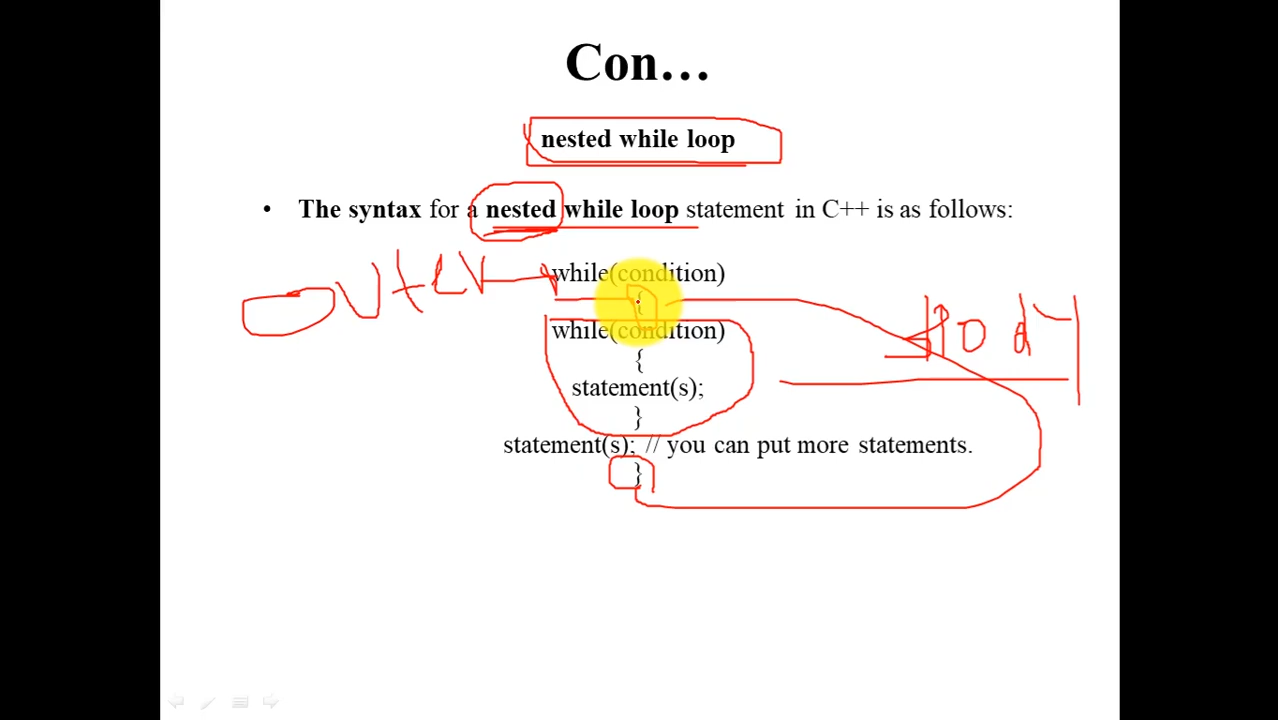 Con…
nested while loop
• The syntax for a nested while loop statement in C++ is as follows:
outer
while(condition)
{
while(condition)
Body
{
statement(s);
}
statement(s); // you can put more statements.
}